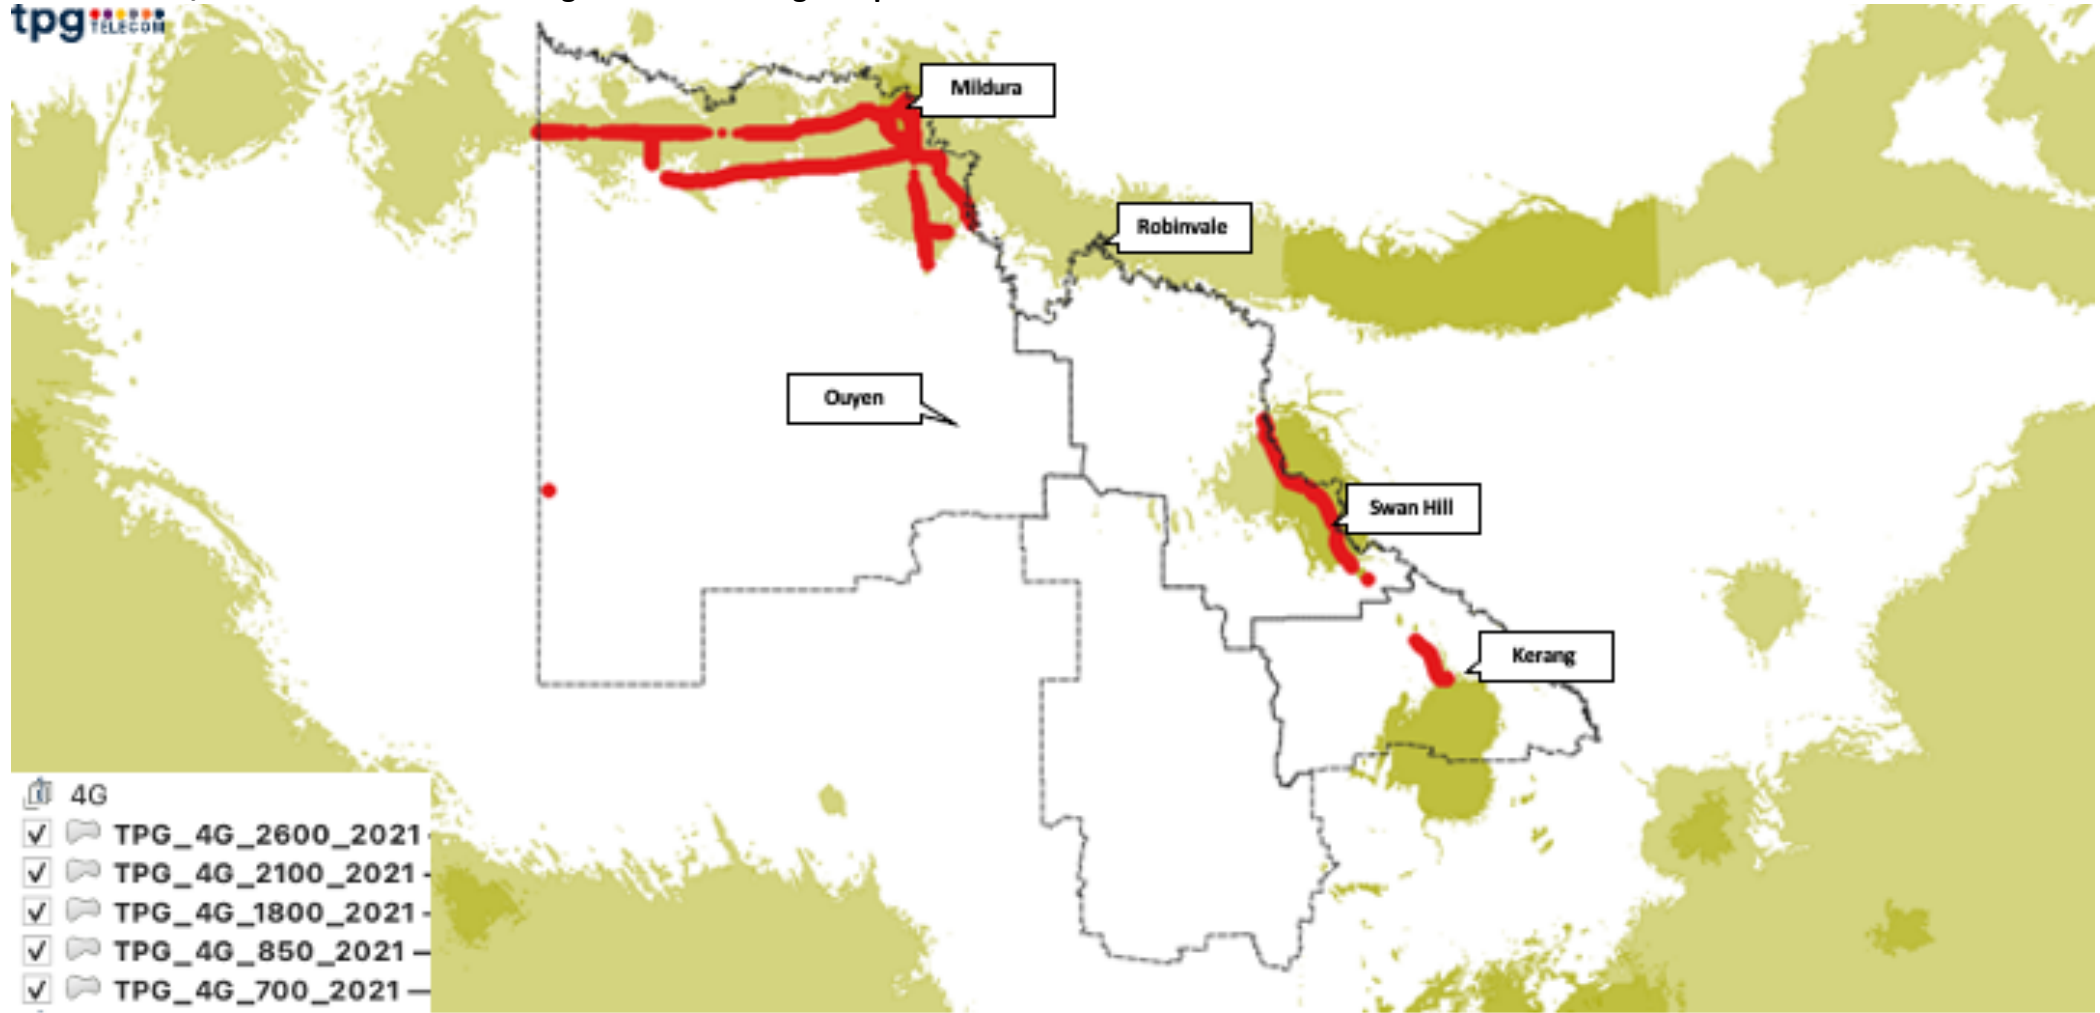 tpg
TELECOM
Mildura
Robinvale
Ouyen
Swan Hill
Kerang
4G
TPG_4G_2600_2021
TPG_4G_2100_2021
TPG_4G_1800_2021
TPG_4G_850_2021
TPG_4G_700_2021